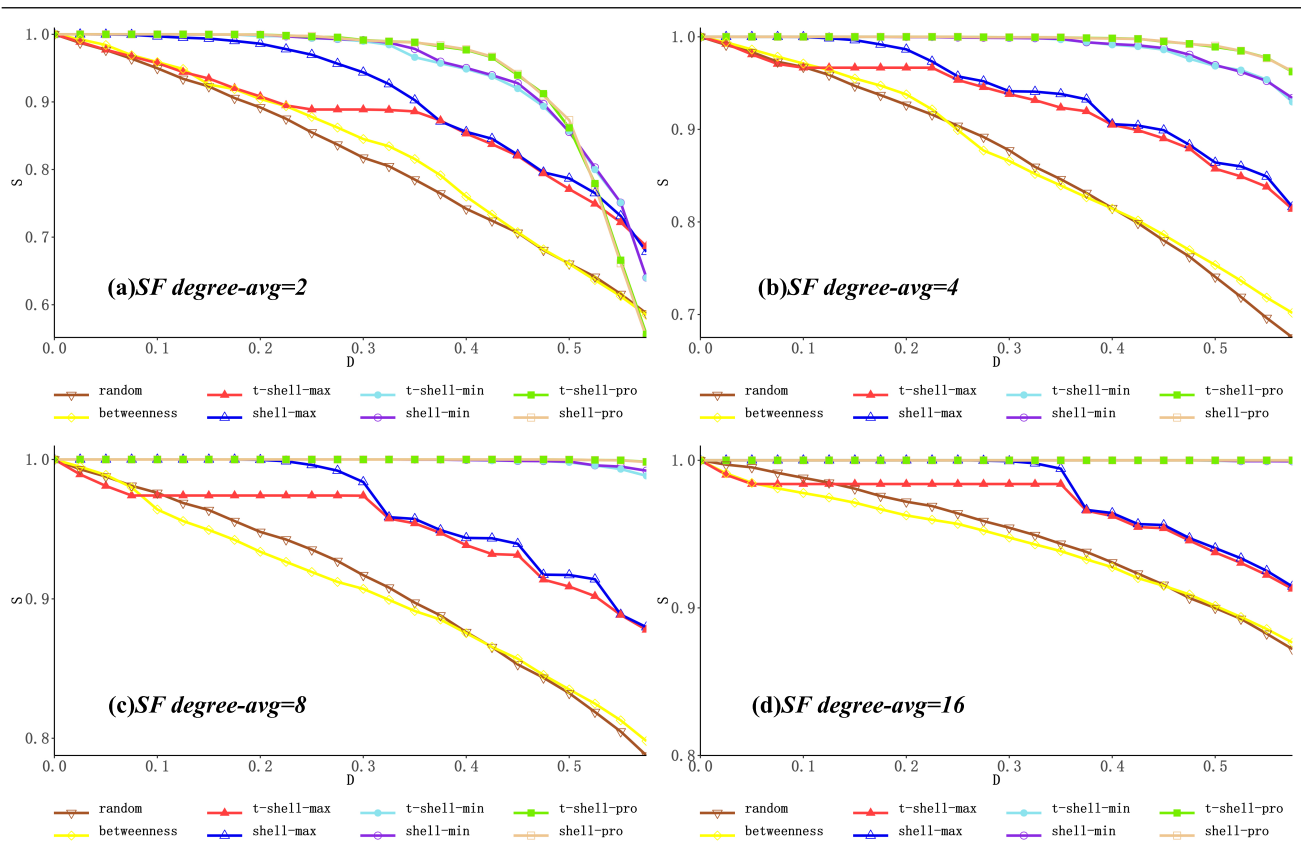 1.0
0.9
0.8
S
0.7
(a)SF degree-avg=2
0.6
0.0 0.1 0.2 0.3 0.4 0.5
D
random t-shell-max t-shell-min t-shell-pro
betweenness shell-max shell-min shell-pro
1.0
0.9
S
0.8
(b)SF degree-avg=4
0.7
0.0 0.1 0.2 0.3 0.4 0.5
D
random t-shell-max t-shell-min t-shell-pro
betweenness shell-max shell-min shell-pro
1.0
S
0.9
(c)SF degree-avg=8
0.8
0.0 0.1 0.2 0.3 0.4 0.5
D
random t-shell-max t-shell-min t-shell-pro
betweenness shell-max shell-min shell-pro
1.0
S
0.9
(d)SF degree-avg=16
0.8
0.0 0.1 0.2 0.3 0.4 0.5
D
random t-shell-max t-shell-min t-shell-pro
betweenness shell-max shell-min shell-pro